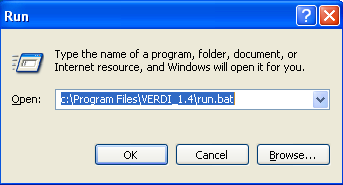 Run
Type the name of a program, folder, document, or
Internet resource, and Windows will open it for you.
Open: c:\Program Files\VERDI_1.4\run.bat
OK Cancel Browse...